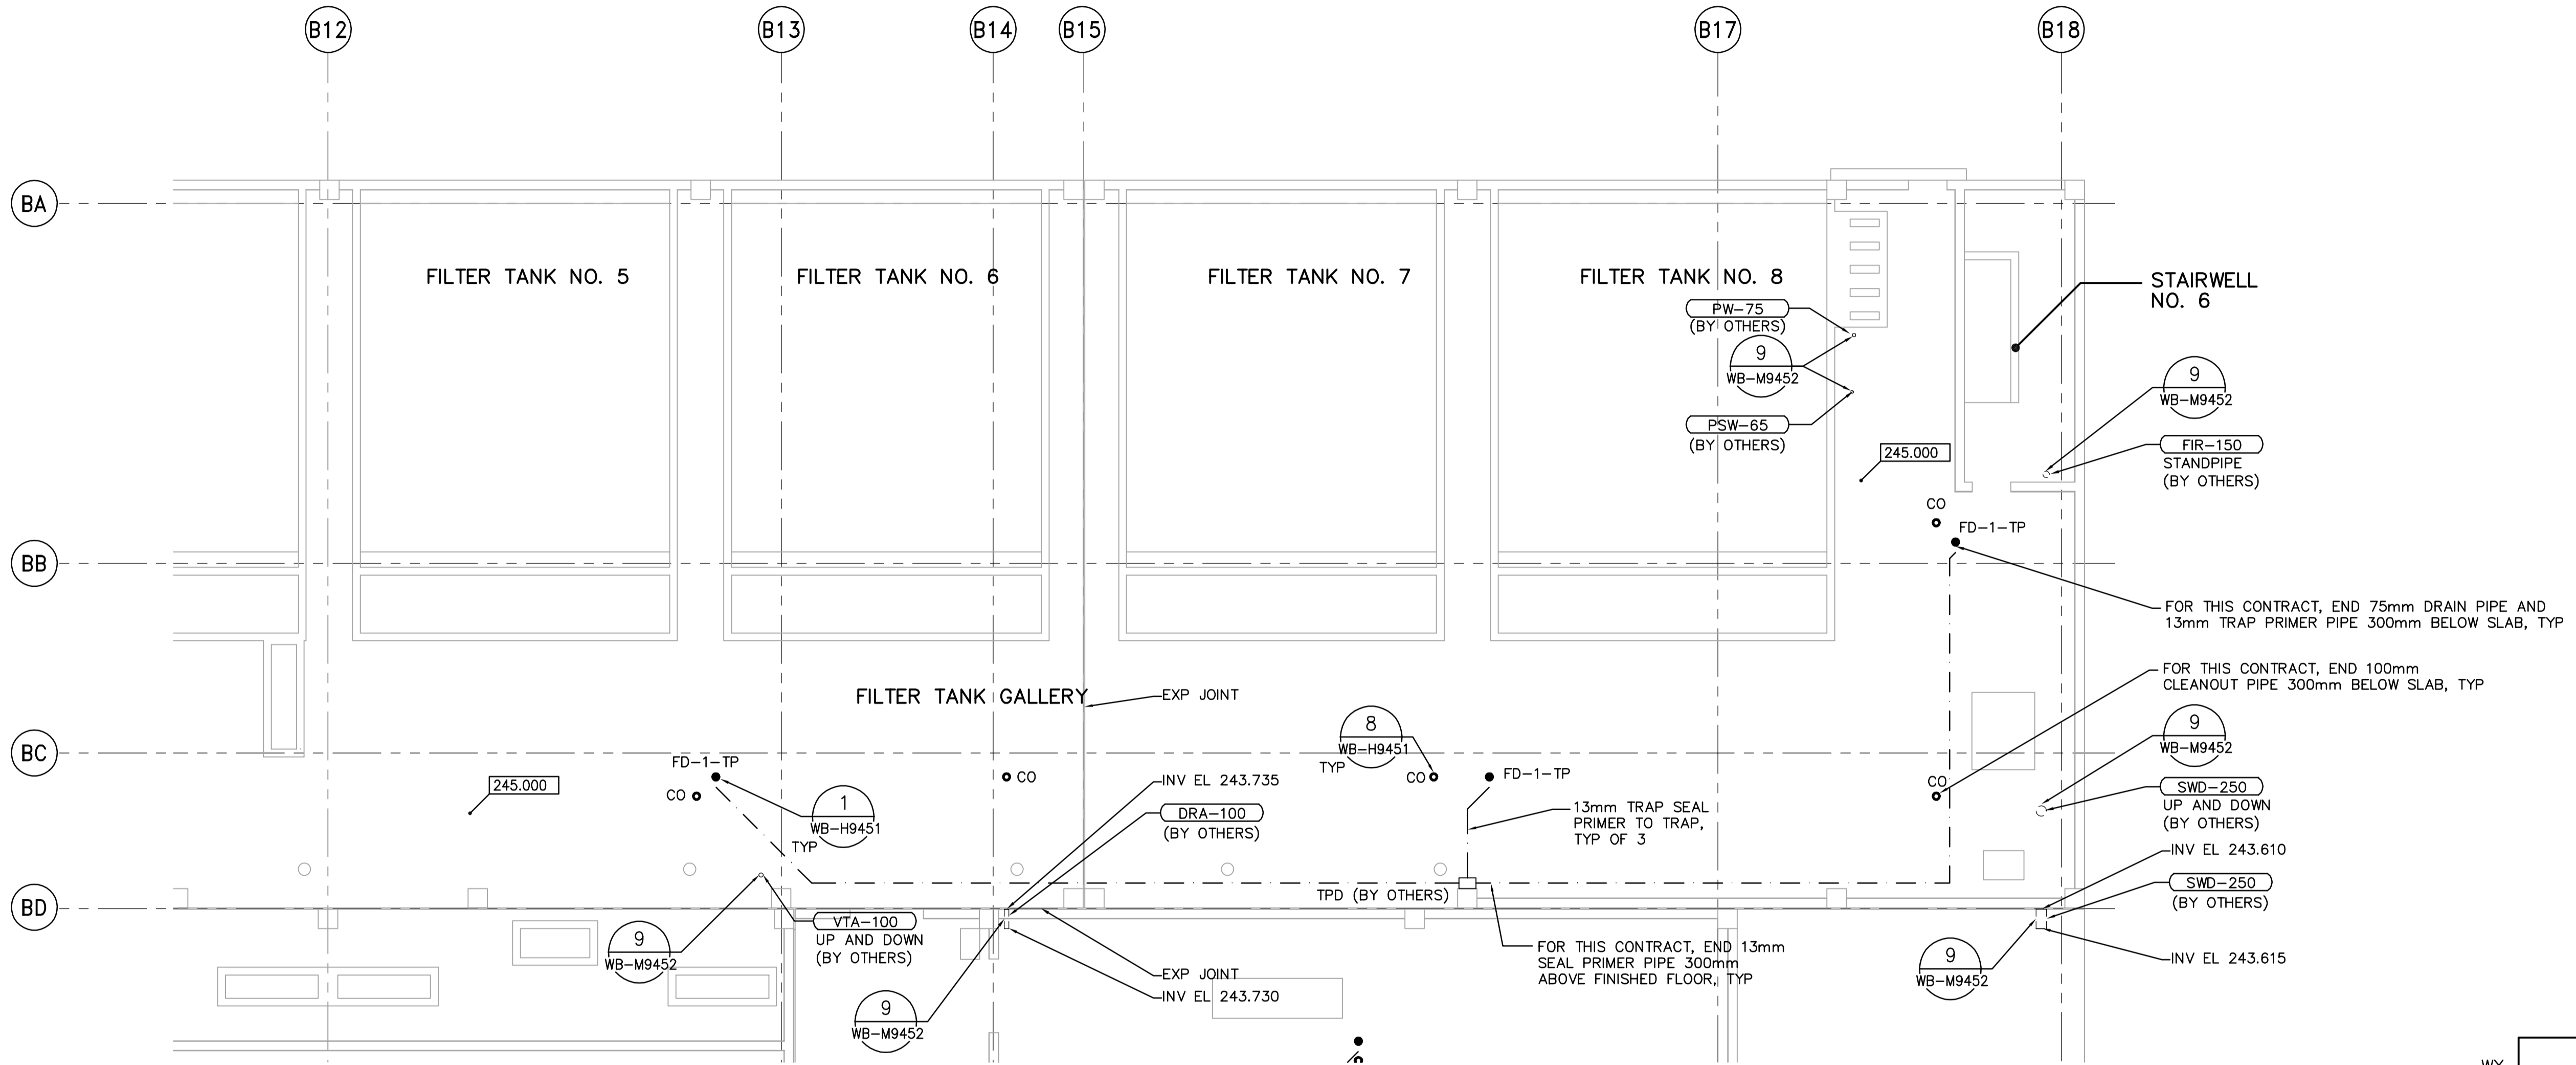 B12
B13
B14
B15
B17
B18
BA
BB
BC
BD
FILTER TANK NO. 5
FILTER TANK NO. 6
FILTER TANK NO. 7
FILTER TANK NO. 8
STAIRWELL
NO. 6
PW-75
(BY OTHERS)
9
WB-M9452
PSW-65
(BY OTHERS)
9
WB-M9452
FIR-150
STANDPIPE
(BY OTHERS)
245.000
CO
FD-1-TP
FOR THIS CONTRACT, END 75mm DRAIN PIPE AND
13mm TRAP PRIMER PIPE 300mm BELOW SLAB, TYP
FOR THIS CONTRACT, END 100mm
CLEANOUT PIPE 300mm BELOW SLAB, TYP
FILTER TANK GALLERY
EXP JOINT
8
WB-H9451
TYP
CO
FD-1-TP
9
WB-M9452
CO
SWD-250
UP AND DOWN
(BY OTHERS)
FD-1-TP
CO
245.000
1
WB-H9451
TYP
CO
INV EL 243.735
DRA-100
(BY OTHERS)
13mm TRAP SEAL
PRIMER TO TRAP,
TYP OF 3
INV EL 243.610
SWD-250
(BY OTHERS)
INV EL 243.615
TPD (BY OTHERS)
VTA-100
UP AND DOWN
(BY OTHERS)
9
WB-M9452
9
WB-M9452
EXP JOINT
INV EL 243.730
FOR THIS CONTRACT, END 13mm
SEAL PRIMER PIPE 300mm
ABOVE FINISHED FLOOR, TYP
9
WB-M9452